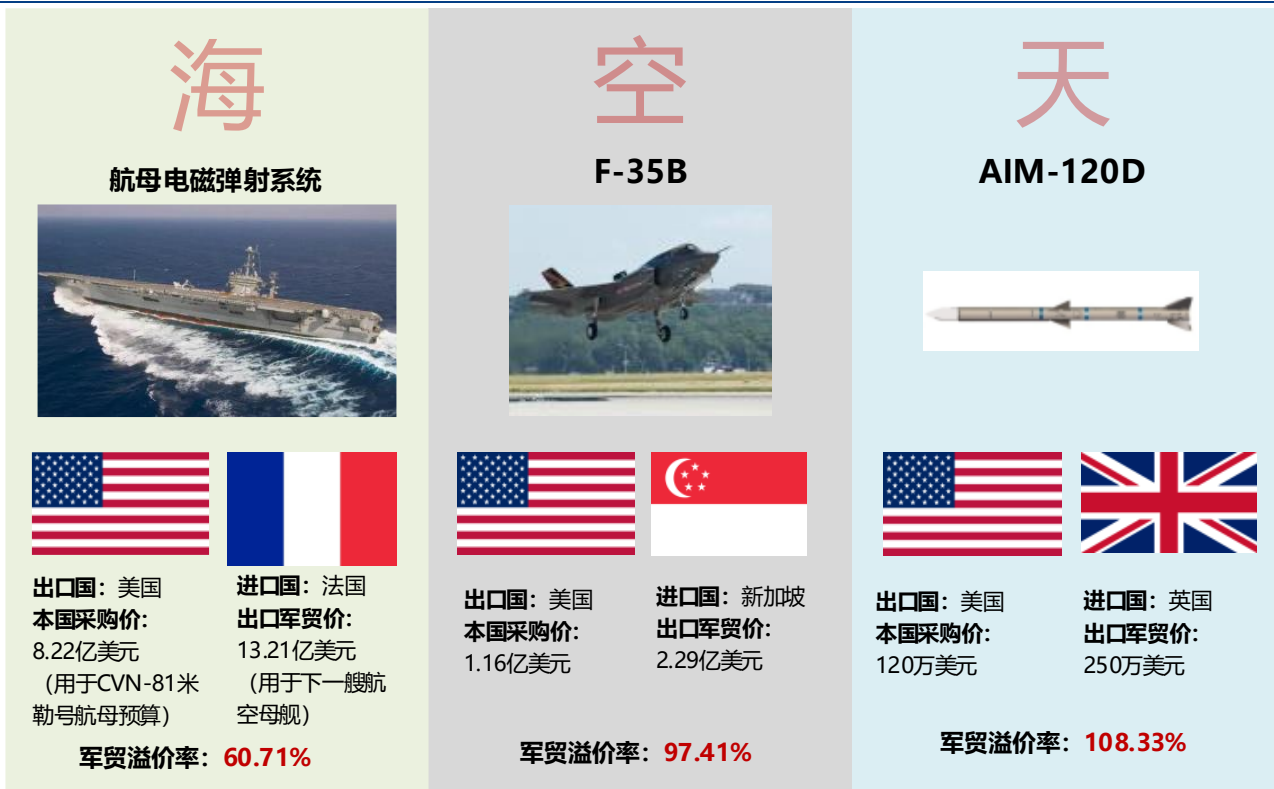 海
航母电磁弹射系统
出口国：美国
本国采购价：
8.22亿美元
（用于CVN-81米
勒号航母预算）
进口国：法国
出口军贸价：
13.21亿美元
（用于下一艘航
空母舰）
军贸溢价率：60.71%
空
F-35B
出口国：美国
本国采购价：
1.16亿美元
进口国：新加坡
出口军贸价：
2.29亿美元
军贸溢价率：97.41%
天
AIM-120D
出口国：美国
本国采购价：
120万美元
进口国：英国
出口军贸价：
250万美元
军贸溢价率：108.33%